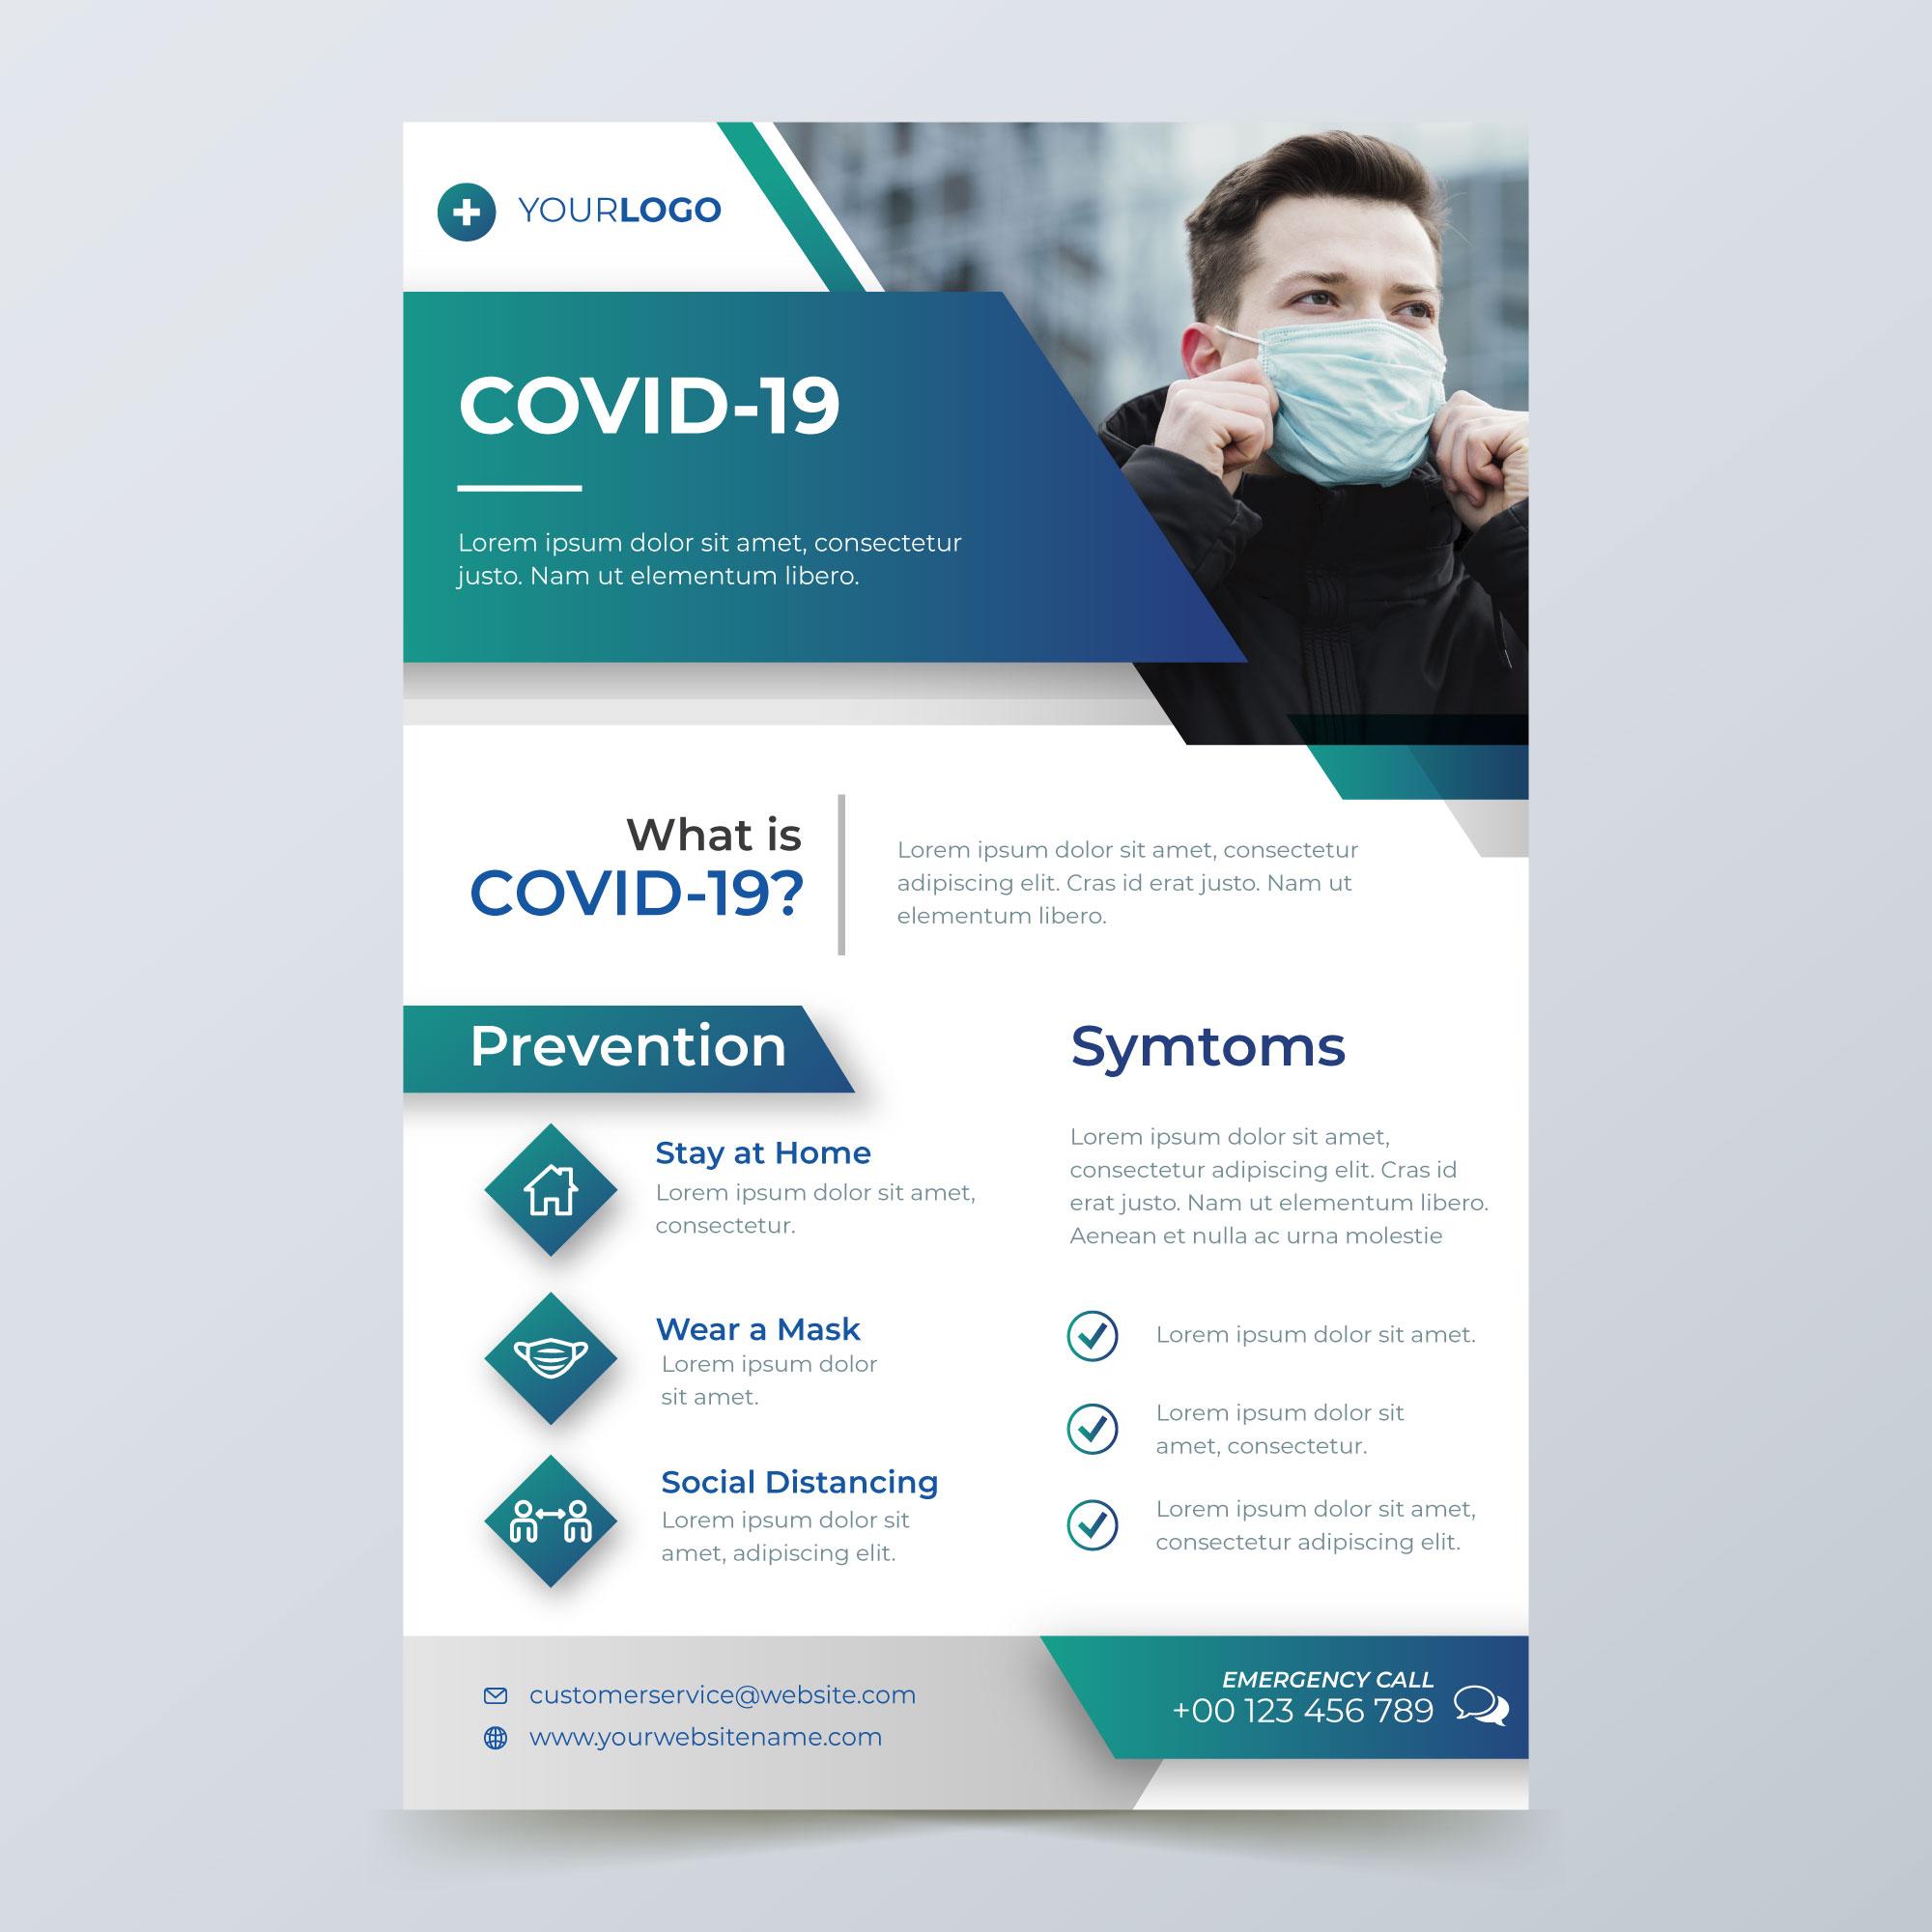 YOURLOGO
COVID-19
Lorem ipsum dolor sit amet, consectetur
justo. Nam ut elementum libero.
What is
COVID-19?
Lorem ipsum dolor sit amet, consectetur
adipiscing elit. Cras id erat justo. Nam ut
elementum libero.
Prevention
Stay at Home
Lorem ipsum dolor sit amet,
consectetur.
Wear a Mask
Lorem ipsum dolor
sit amet.
Social Distancing
Lorem ipsum dolor sit
amet, adipiscing elit.
Symtoms
Lorem ipsum dolor sit amet,
consectetur adipiscing elit. Cras id
erat justo. Nam ut elementum libero.
Aenean et nulla ac urna molestie
Lorem ipsum dolor sit amet.
Lorem ipsum dolor sit
amet, consectetur.
Lorem ipsum dolor sit amet,
consectetur adipiscing elit.
customerservice@website.com
www.yourwebsitename.com
EMERGENCY CALL
+00 123 456 789